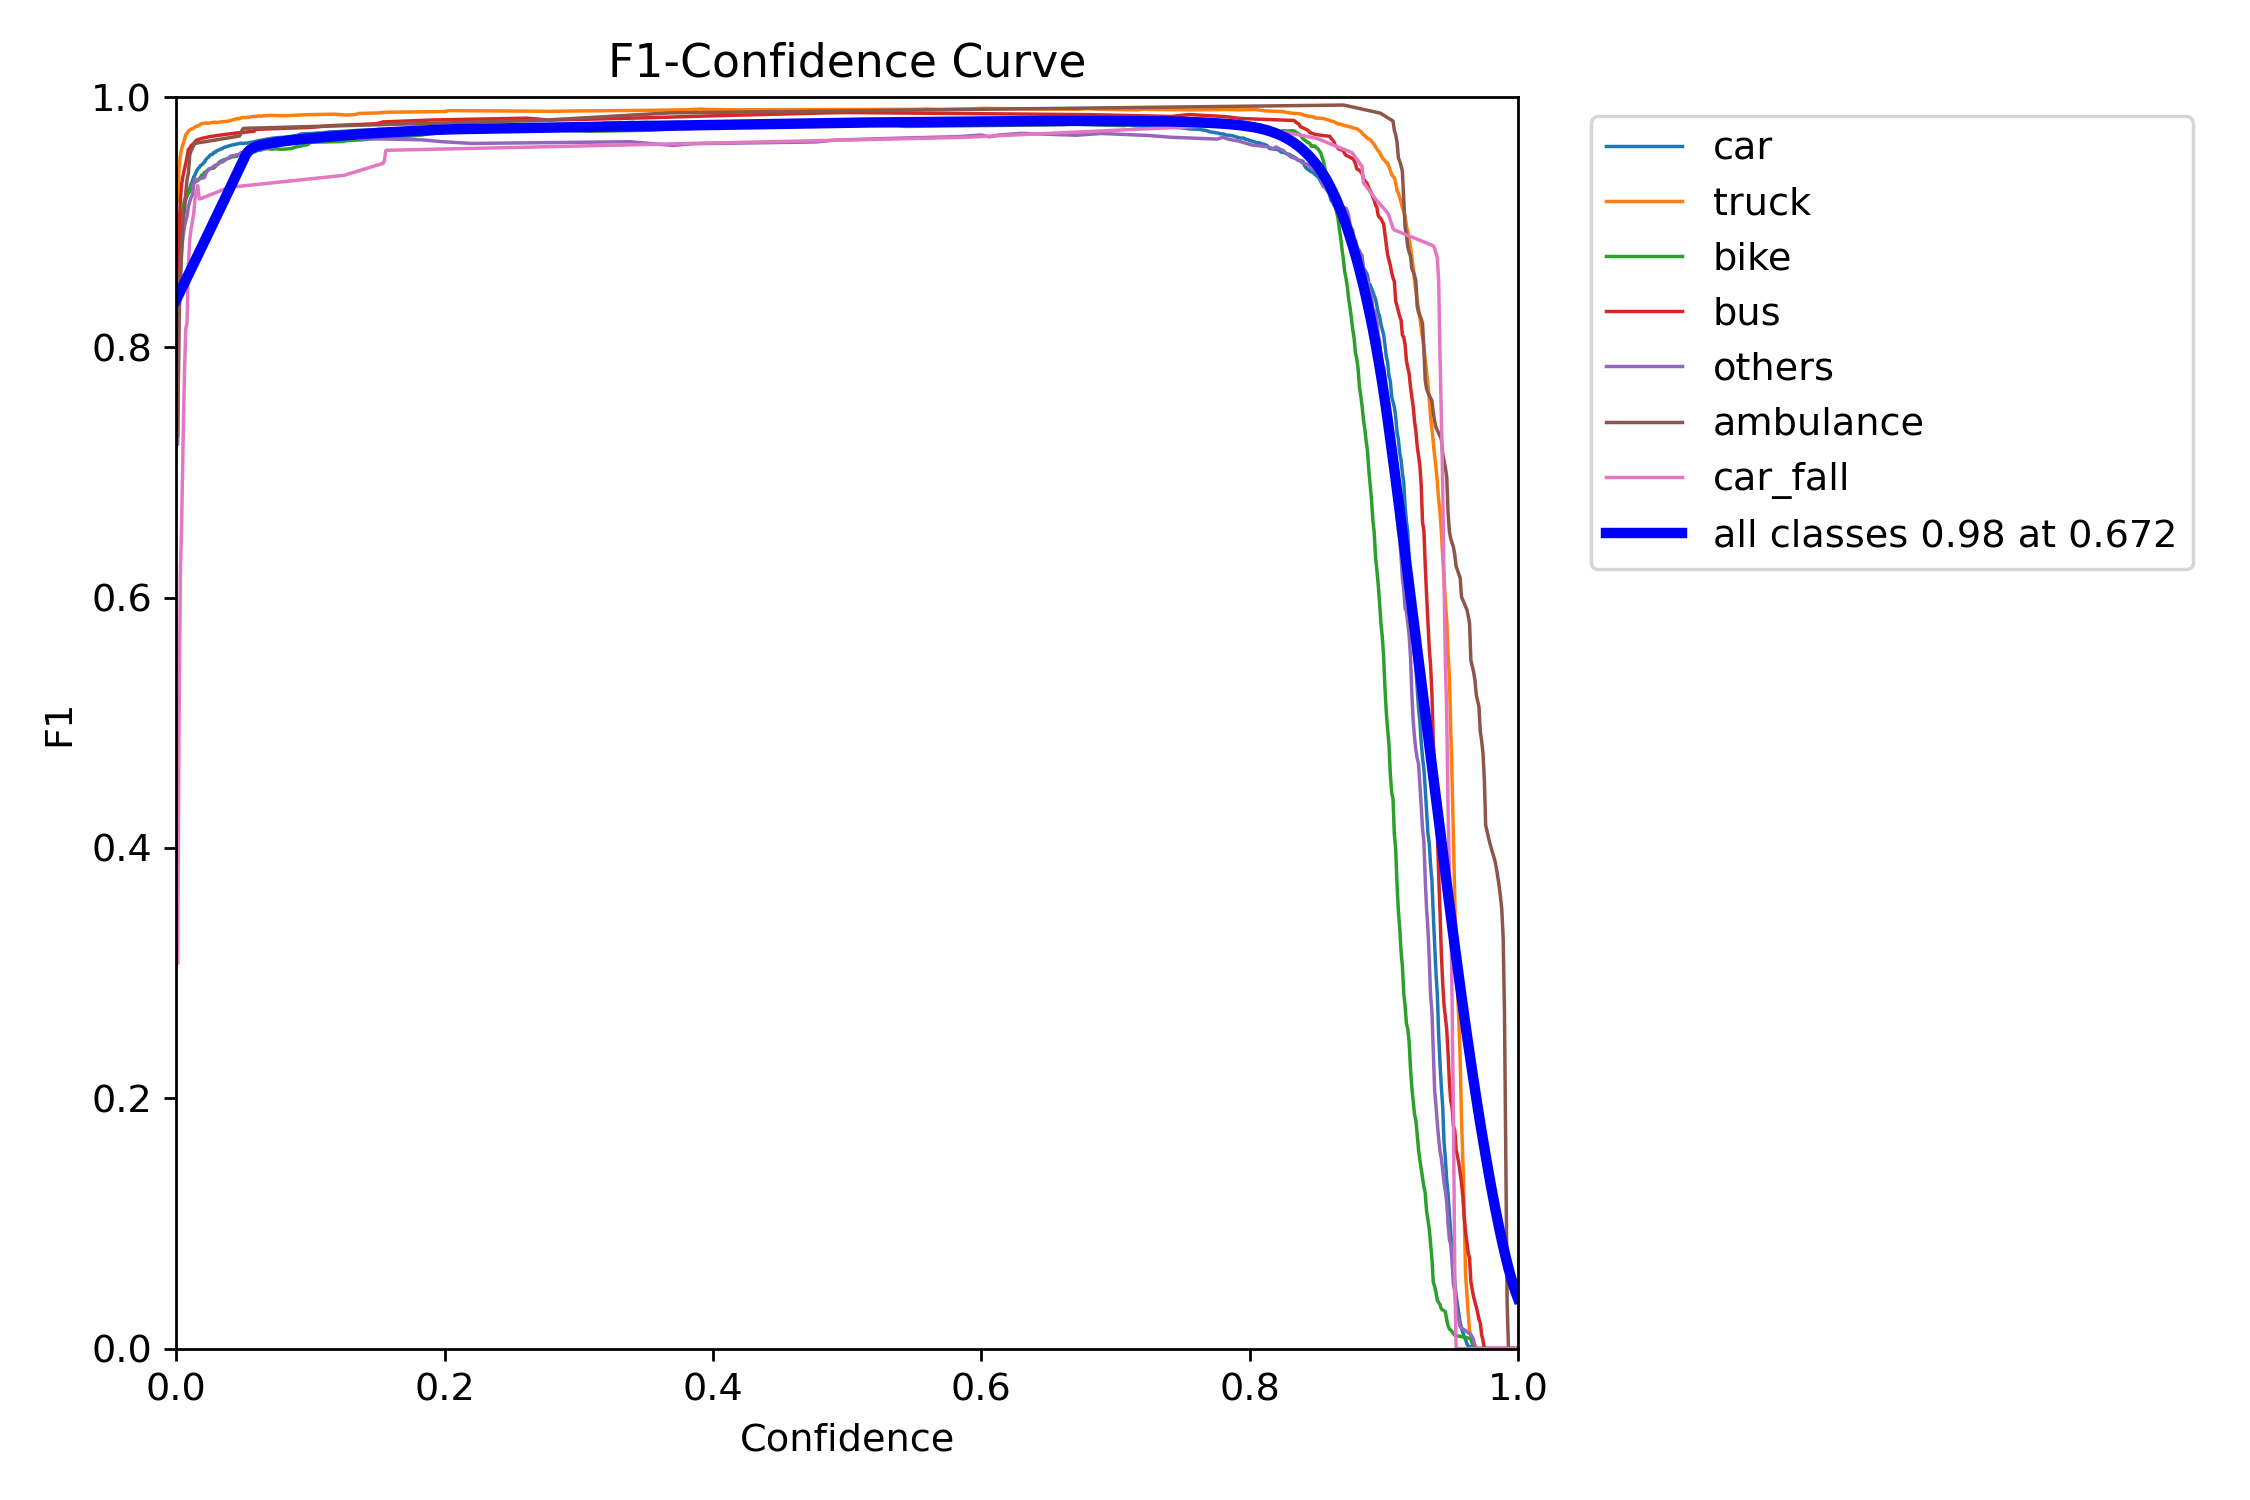 F1-Confidence Curve
1.0
0.8
0.6
0.4
0.2
0.0
F1
0.0 0.2 0.4 0.6 0.8 1.0
Confidence
car
truck
bike
bus
others
ambulance
car_fall
all classes 0.98 at 0.672